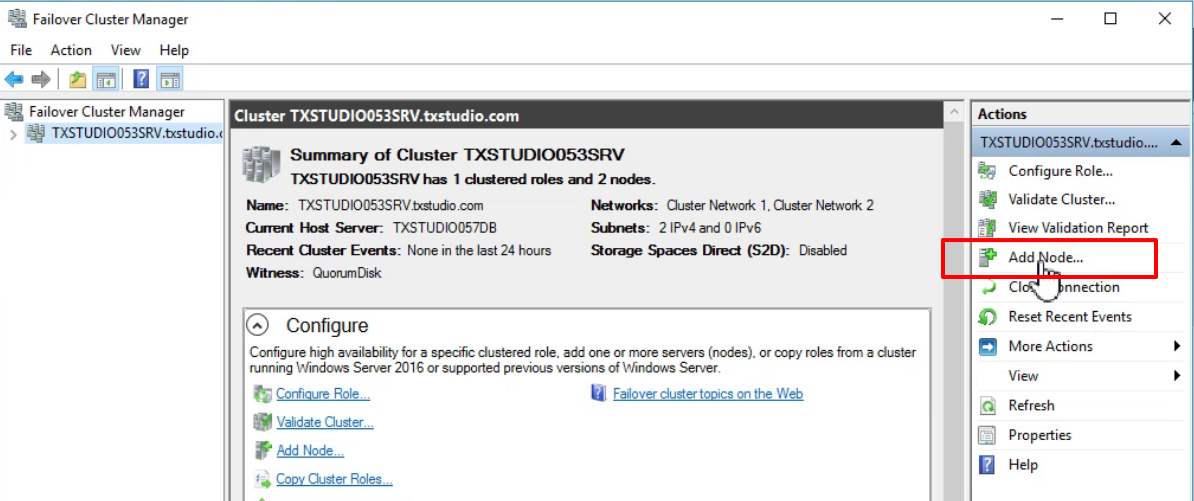 Failover Cluster Manager
File Action View Help
Failover Cluster Manager
TXSTUDIO053SRV.txstudio.c
Cluster TXSTUDIO053SRV.txstudio.com
Summary of Cluster TXSTUDIO053SRV
TXSTUDIO053SRV has 1 clustered roles and 2 nodes.
Name: TXSTUDIO053SRV.txstudio.com
Networks: Cluster Network 1, Cluster Network 2
Current Host Server: TXSTUDIO057DB
Subnets: 2 IPv4 and 0 IPv6
Recent Cluster Events: None in the last 24 hours
Storage Spaces Direct (S2D): Disabled
Witness: QuorumDisk
Configure
Configure high availability for a specific clustered role, add one or more servers (nodes), or copy roles from a cluster
running Windows Server 2016 or supported previous versions of Windows Server.
Configure Role...
Failover cluster topics on the Web
Validate Cluster...
Add Node...
Copy Cluster Roles...
Actions
TXSTUDIO053SRV.txstudio....
Configure Role...
Validate Cluster...
View Validation Report
Add Node...
Close Connection
Reset Recent Events
More Actions
View
Refresh
Properties
Help